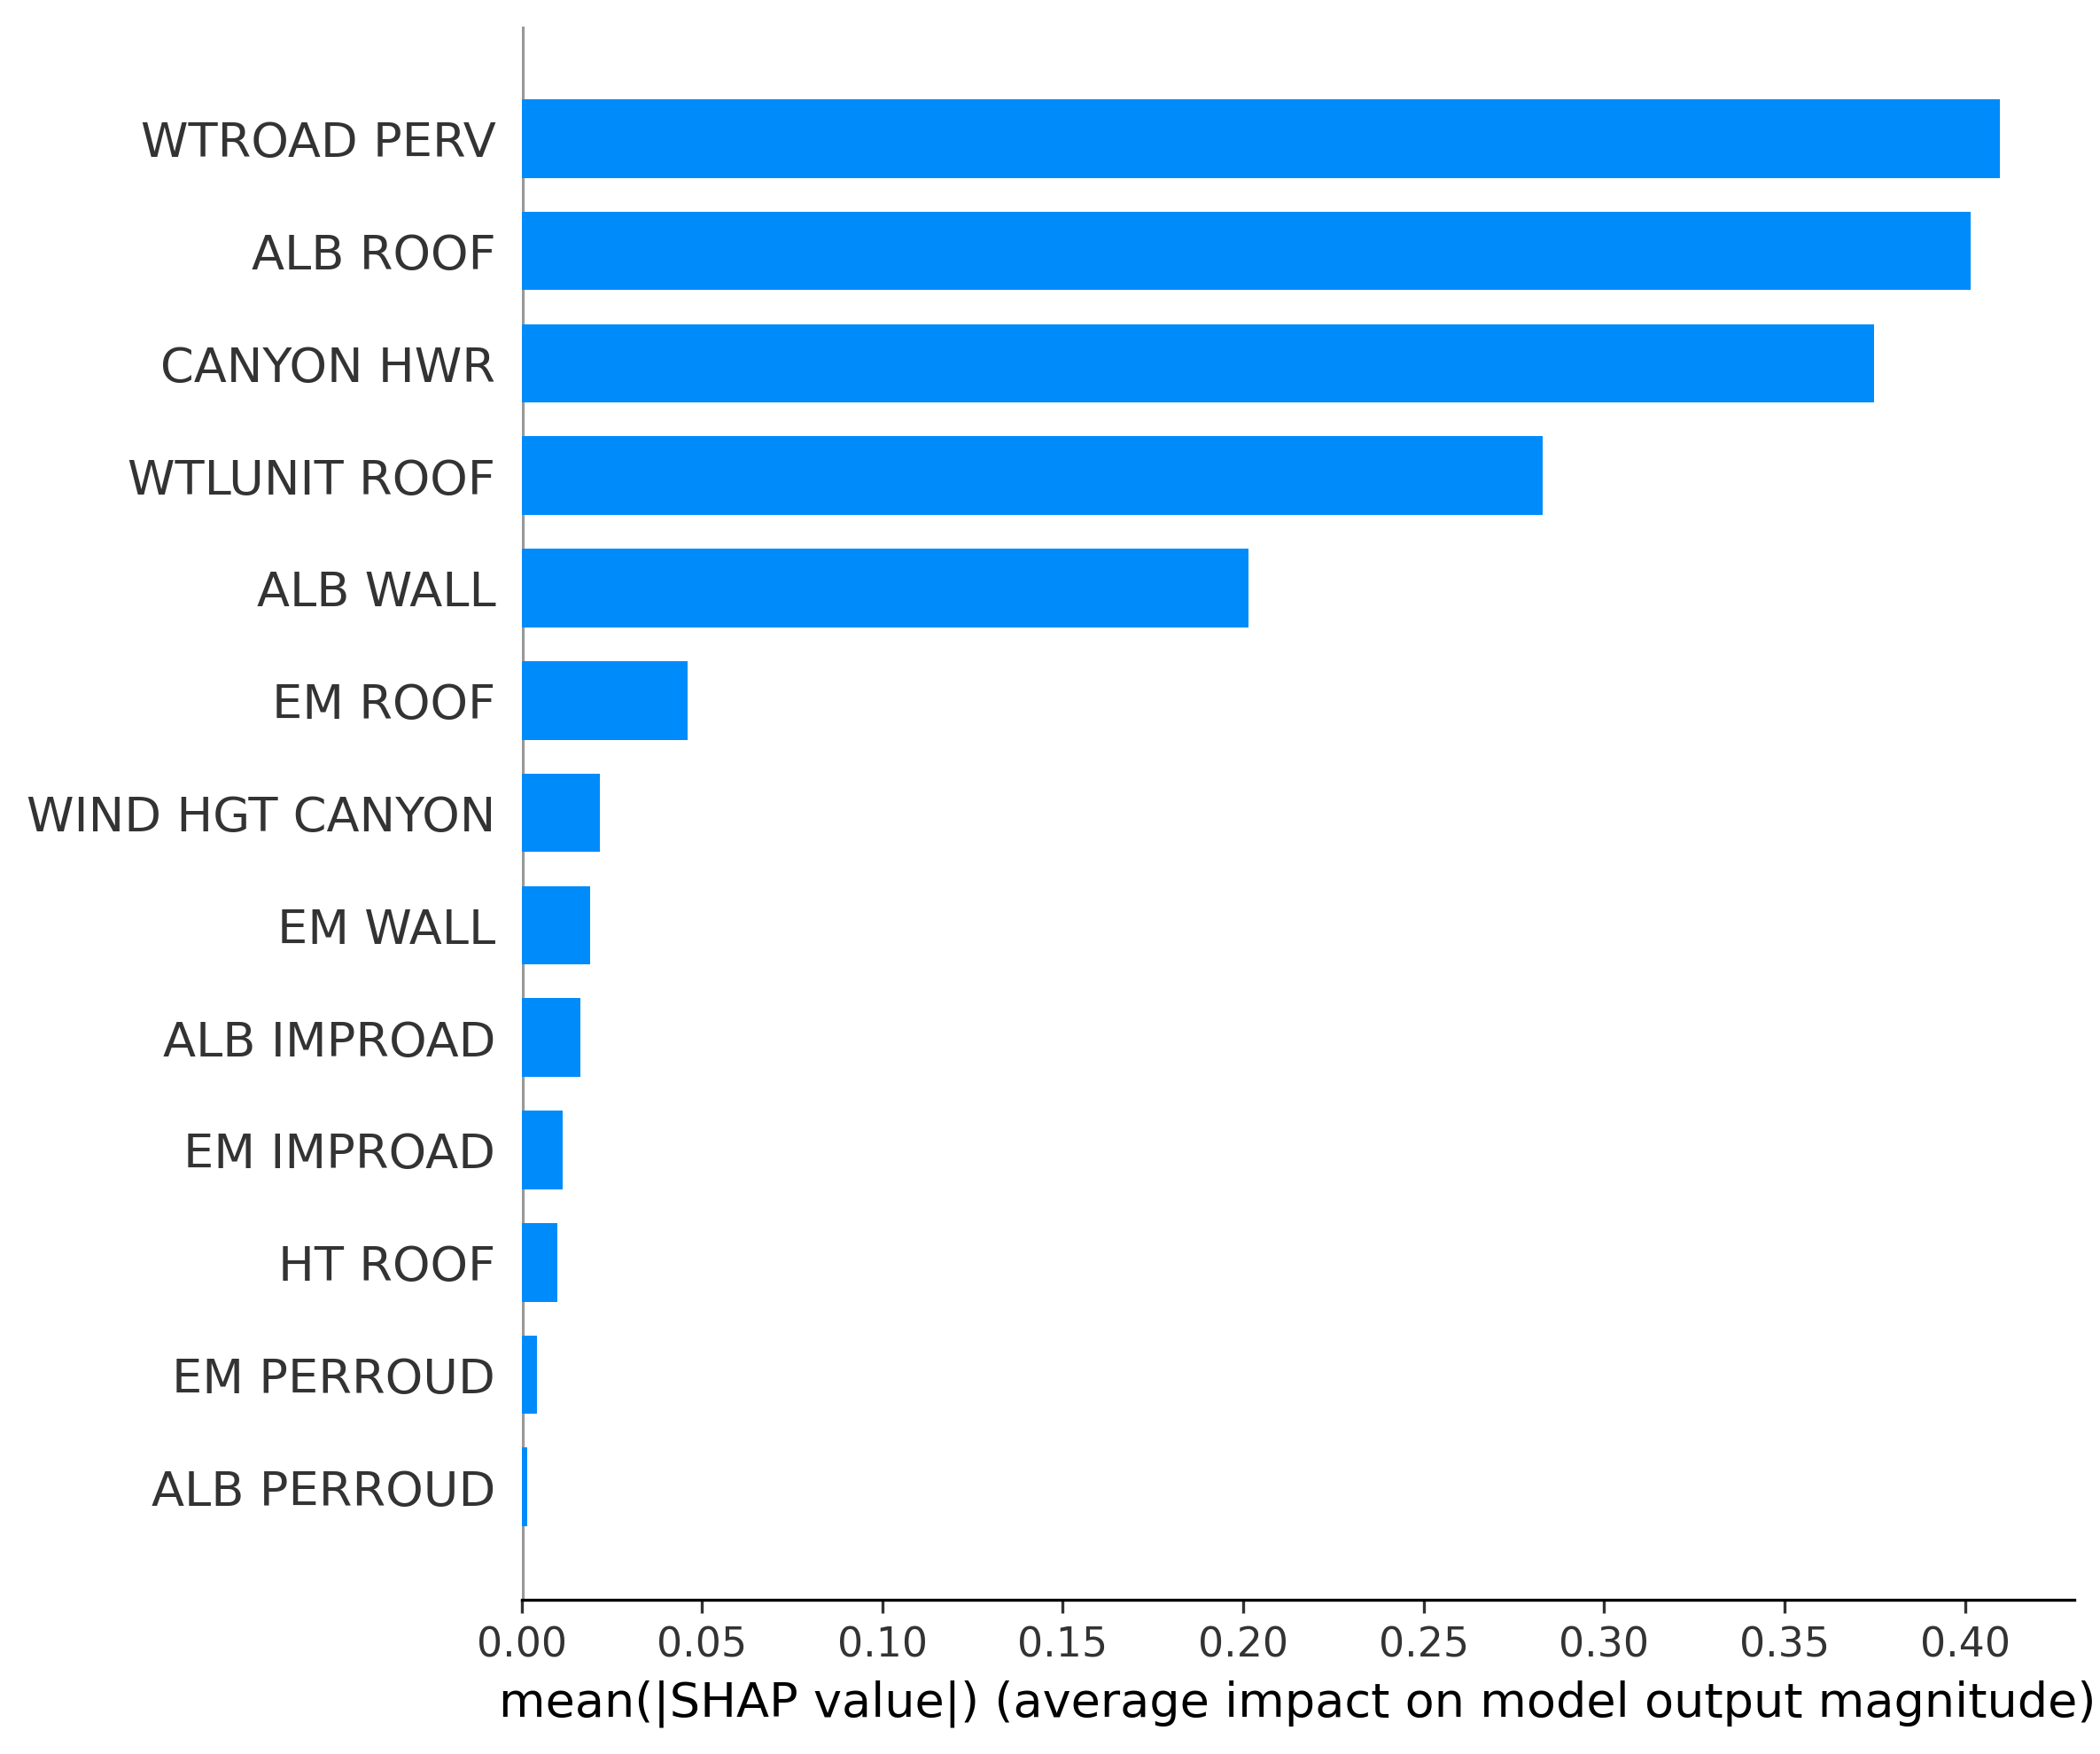 WTROAD PERV
ALB ROOF
CANYON HWR
WTLUNIT ROOF
ALB WALL
EM ROOF
WIND HGT CANYON
EM WALL
ALB IMPROAD
EM IMPROAD
HT ROOF
EM PERROUD
ALB PERROUD
0.00 0.05 0.10 0.15 0.20 0.25 0.30 0.35 0.40
mean(|SHAP value|) (average impact on model output magnitude)